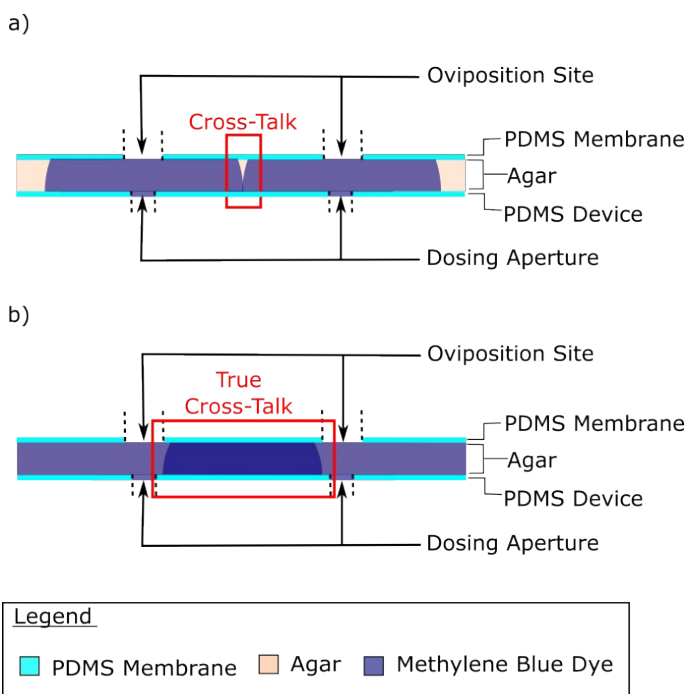 a)
Oviposition Site
Cross-Talk
PDMS Membrane
Agar
PDMS Device
Dosing Aperture
b)
Oviposition Site
True
Cross-Talk
PDMS Membrane
Agar
PDMS Device
Dosing Aperture
Legend
PDMS Membrane Agar Methylene Blue Dye